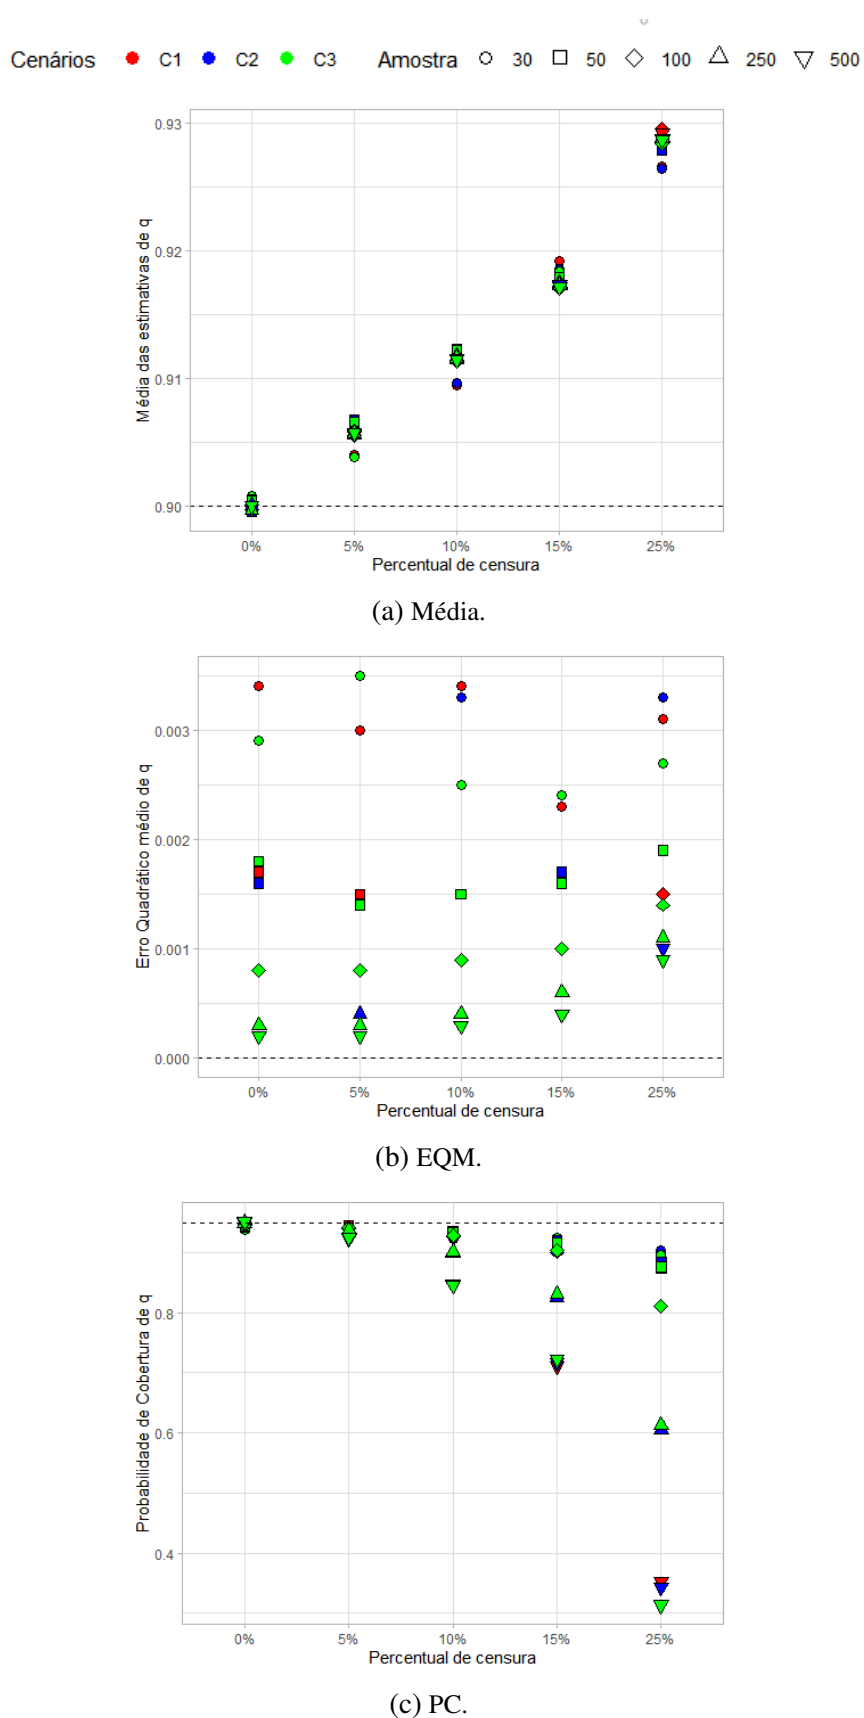 Cenários C1 C2 C3 Amostra 30 50 100 250 500
0.93
0.92
0.91
0.90
Média das estimativas de q
0% 5% 10% 15% 25%
Percentual de censura
(a) Média.
0.003
0.002
0.001
0.000
Erro Quadrático médio de q
0% 5% 10% 15% 25%
Percentual de censura
(b) EQM.
0.8
0.6
0.4
Probabilidade de Cobertura de q
0% 5% 10% 15% 25%
Percentual de censura
(c) PC.